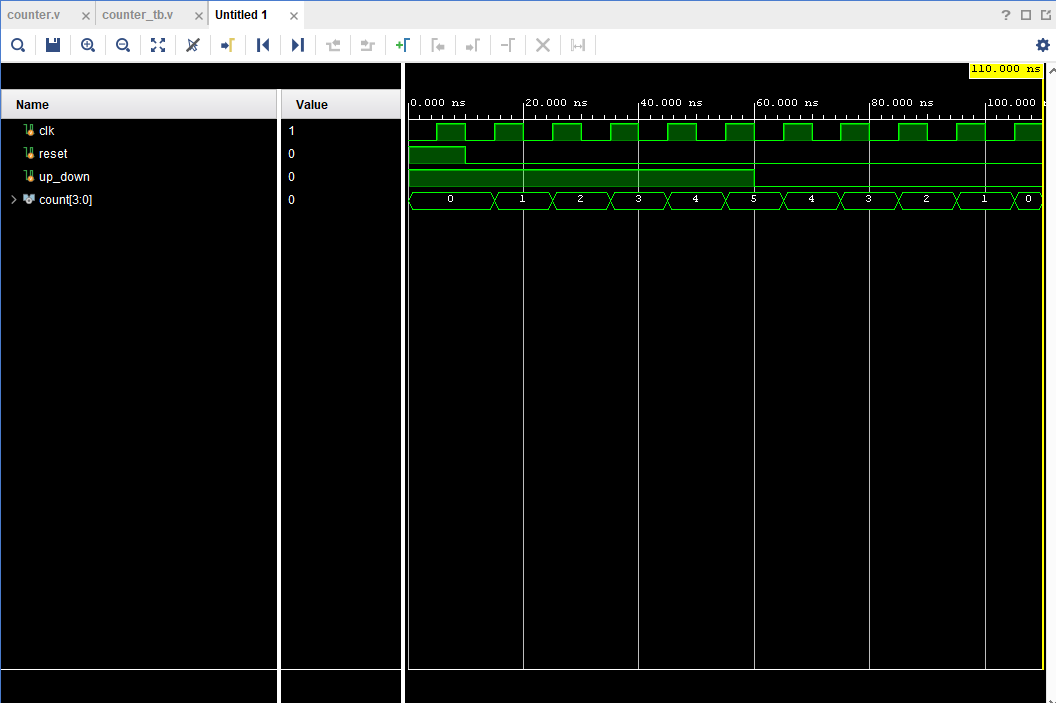 counter.v × counter_tb.v × Untitled 1 ×
?
110.000 ns
Name Value
0.000 ns 20.000 ns 40.000 ns 60.000 ns 80.000 ns 100.000
clk 1
reset 0
up_down 0
count[3:0] 0 0 1 2 3 4 5 4 3 2 1 0